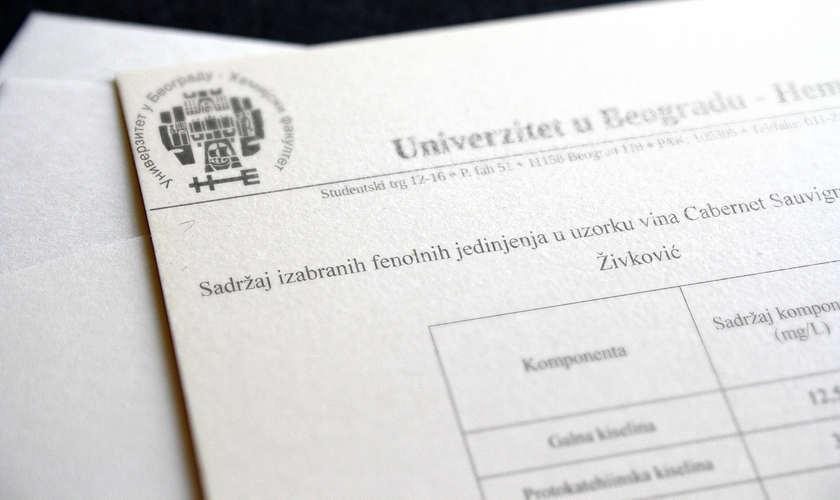 Универзитет у Београду - Хемијски факултет
Univerzitet u Beogradu - Hem
Studentski trg 12-16 • P. fah 51 • 11158 Beograd 118 • PAK: 105305 • Tel/faks: 011-2
Sadržaj izabranih fenolnih jedinjenja u uzorku vina Cabernet Sauvign
Živković
Komponenta
Sadržaj kompon
(mg/L)
Galna kiselina
12,5
Protokatehinska kiselina